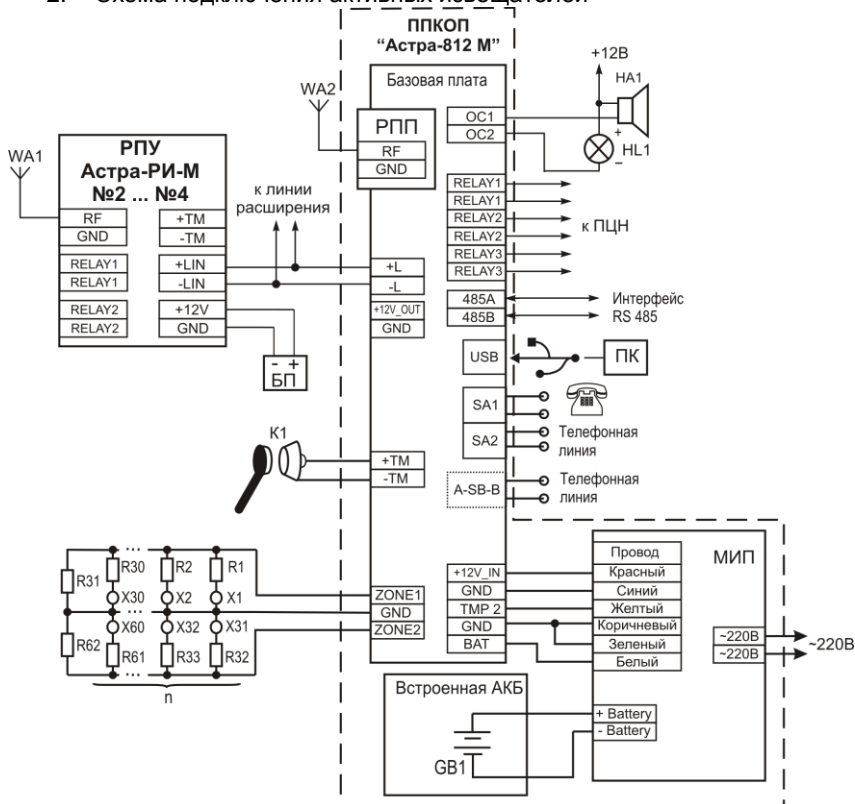 2. Схема подключения активных извещателей
ППКОП
“Астра-812 М”
Базовая плата
WA2
РПП
RF
GND
WA1
РПУ
Астра-РИ-М
№2 ... №4
RF
GND
RELAY1
RELAY1
RELAY2
RELAY2
+TM
-TM
+LIN
-LIN
+12V
GND
- +
БП
к линии
расширения
+L
-L
+12V_OUT
GND
K1
+TM
-TM
OC1
OC2
+12В
HA1
+
HL1
−
RELAY1
RELAY1
RELAY2
RELAY2
RELAY3
RELAY3
к ПЦН
485A
485B
Интерфейс
RS 485
USB
ПК
SA1
SA2
Телефонная
линия
A-SB-B
Телефонная
линия
... ...
R31
R30
R2
R1
X30
X2
X1
... ...
X60
X32
X31
R62
R61
R33
R32
... ...
n
ZONE1
GND
ZONE2
+12V_IN
GND
TMP 2
GND
BAT
Провод
Красный
Синий
Желтый
Коричневый
Зеленый
Белый
МИП
~220В
~220В
~220В
Встроенная АКБ
GB1
+ Battery
- Battery